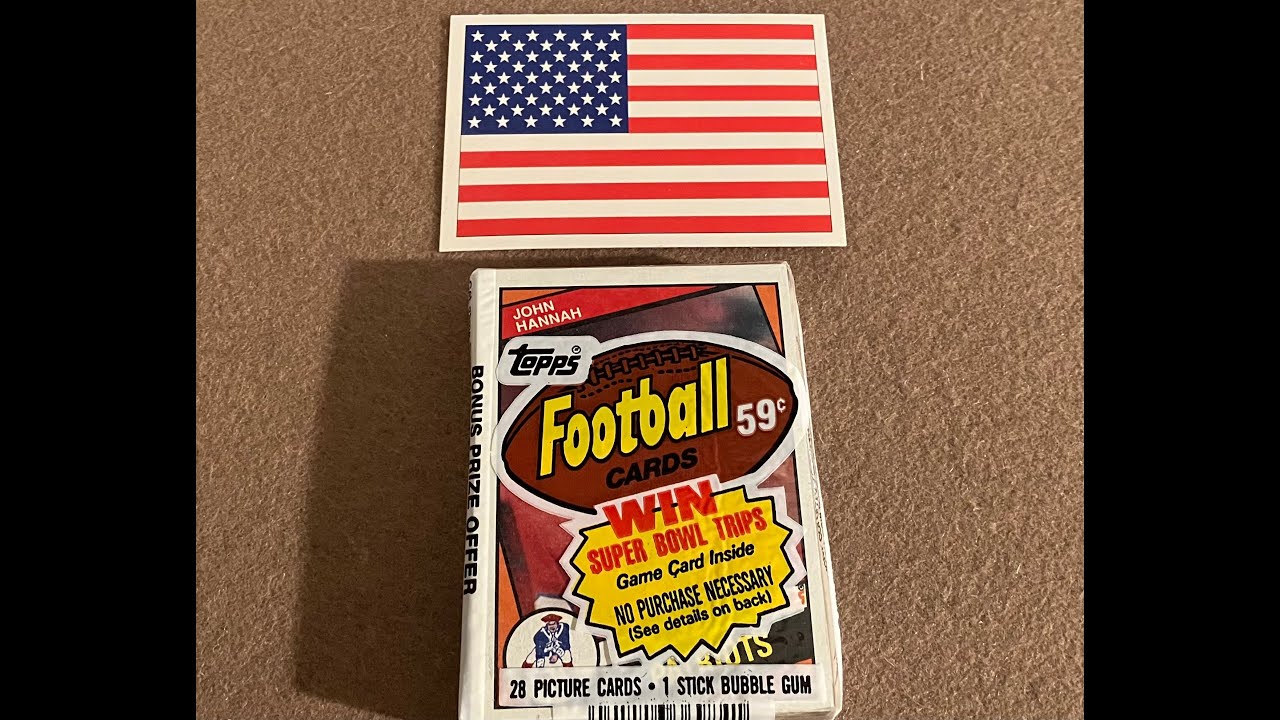 JOHN
HANNAH
topps
Football
59¢
CARDS
WIN
SUPER BOWL TRIPS
Game Card Inside
NO PURCHASE NECESSARY
(See details on back)
28 PICTURE CARDS • 1 STICK BUBBLE GUM
BONUS PRIZE OFFER